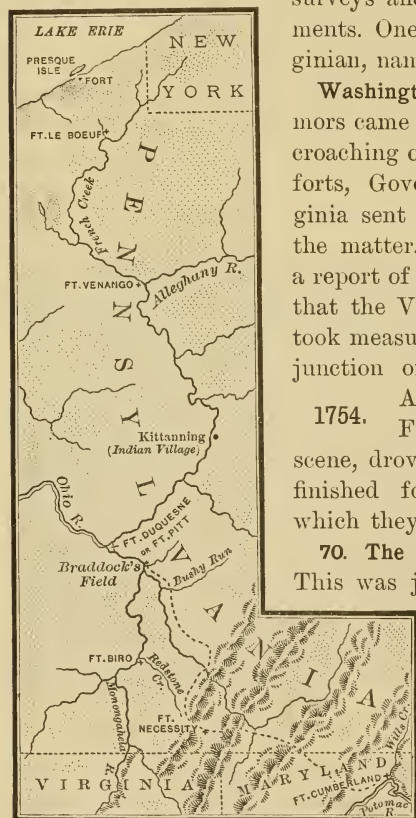 LAKE ERIE
NEW
YORK
PRESQUE
ISLE
FORT
FT. LE BOEUF
PENNSYLVANIA
French Creek
FT. VENANGO
Alleghany R.
Kittanning
(Indian Village)
Ohio R.
FT. DUQUESNE
OR FT. PITT
Braddock's
Field
Bushy Run
FT. BIRD
Redstone
Cr.
Monongahela
R.
FT.
NECESSITY
VIRGINIA
MARYLAND
Wills Cr.
FT. CUMBERLAND
Potomac
R.
surveys and
ments. One
ginian, nam
Washingt
mors came
croaching o
forts, Gove
ginia sent
the matter.
a report of
that the V
took measu
junction o
1754. A
F
scene, drov
finished fo
which they
70. The
This was j